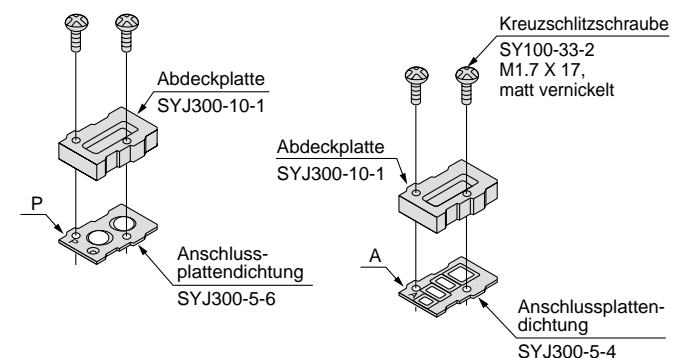 Kreuzschlitzschraube
SY100-33-2
M1.7 X 17,
matt vernickelt
Abdeckplatte
SYJ300-10-1
P
P
Anschluss-
plattendichtung
SYJ300-5-6
Abdeckplatte
SYJ300-10-1
A
A
Anschlussplatten-
dichtung
SYJ300-5-4